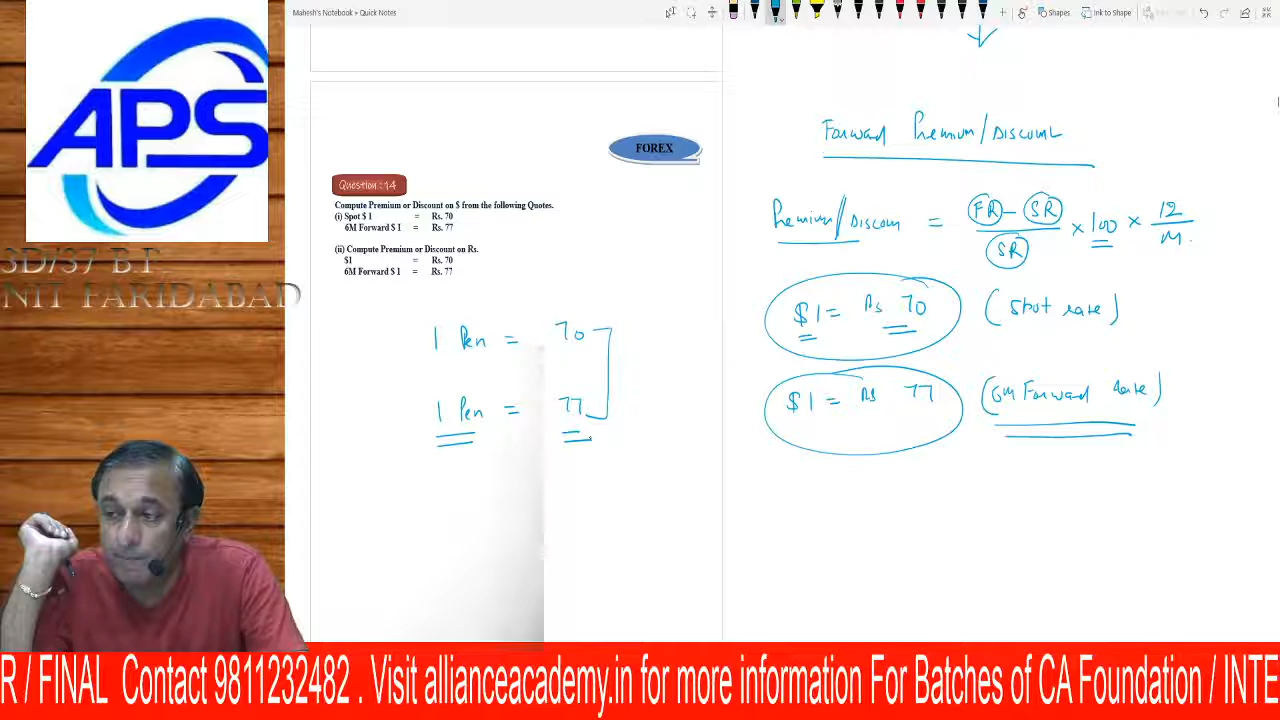 Mahesh's Notebook » Quick Notes
Shapes
Ink to Shape
APS
3D/37 B.P.
NIT FARIDABAD
FOREX
Question : 14
Compute Premium or Discount on $ from the following Quotes.
(i) Spot $ 1 = Rs. 70
6M Forward $ 1 = Rs. 77
(ii) Compute Premium or Discount on Rs.
$1 = Rs. 70
6M Forward $ 1 = Rs. 77
1 Pen = 70
1 Pen = 77
Forward Premium/Discount
Premium/Discoun = FR - SR / SR × 100 × 12 / M.
$1 = Rs 70 (Spot rate)
$1 = Rs 77 (6m Forward rate)
R / FINAL Contact 9811232482 . Visit allianceacademy.in for more information For Batches of CA Foundation / INTE